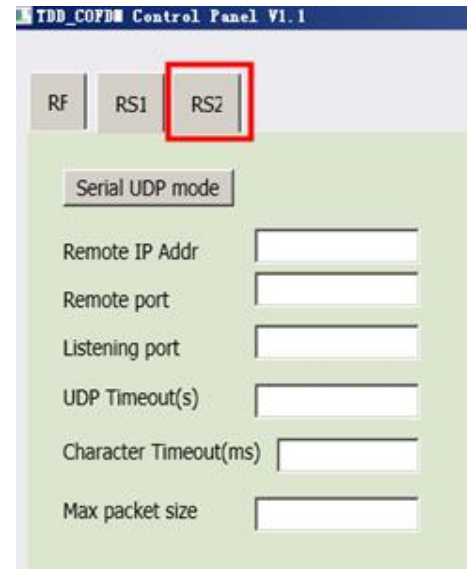 TDD_COFDM Control Panel V1.1
RF RS1 RS2
Serial UDP mode
Remote IP Addr
Remote port
Listening port
UDP Timeout(s)
Character Timeout(ms)
Max packet size